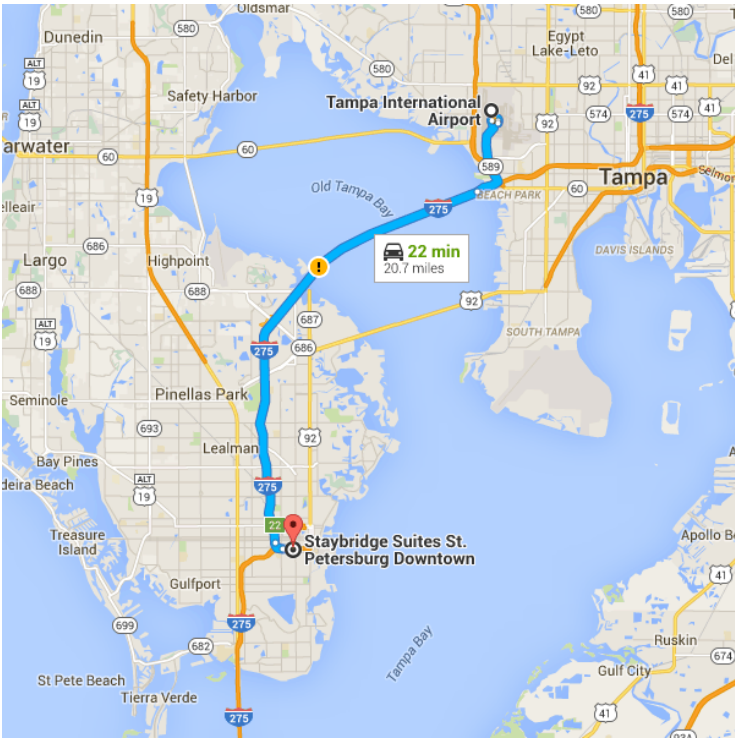 Oldsmar
580
580
580
Dunedin
Egypt
Lake-Leto
ALT
19
580
41
41
Del
92
92
Safety Harbor
Tampa International
Airport
ALT
19
574
275
574
92
arwater
60
60
589
Tampa
Selmon
BEACH PARK
60
19
Old Tampa Bay
275
elleair
686
22 min
20.7 miles
DAVIS ISLANDS
Largo
Highpoint
688
688
92
687
ALT
19
SOUTH TAMPA
275
686
Pinellas Park
Seminole
693
92
Lealman
Bay Pines
ALT
19
deira Beach
275
22
Treasure
Island
Staybridge Suites St.
Petersburg Downtown
Apollo Be
Gulfport
41
275
699
682
Ruskin
Tampa Bay
674
Gulf City
St Pete Beach
Tierra Verde
41
275